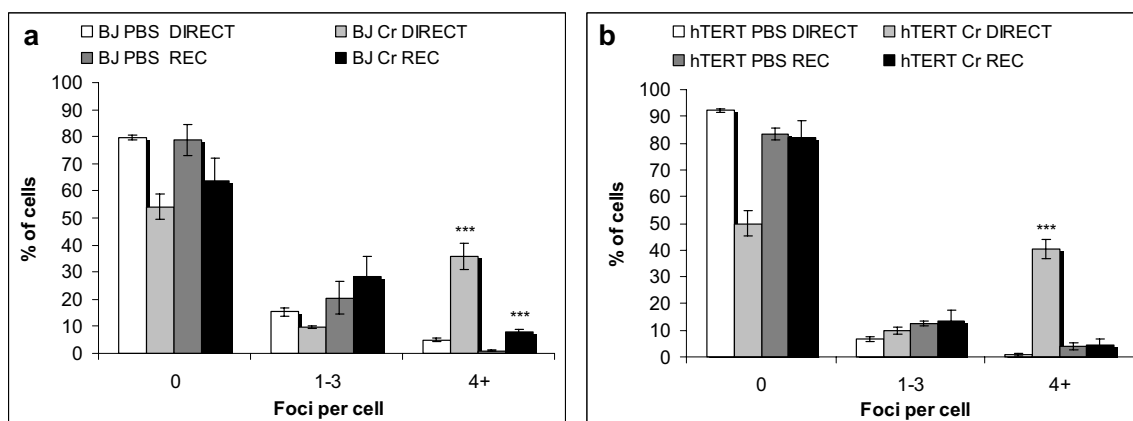 a
BJ PBS DIRECT BJ Cr DIRECT
BJ PBS REC BJ Cr REC
100
90
80
70
60
50
40
30
20
10
0
% of cells
***
***
0 1-3 4+
Foci per cell
b
hTERT PBS DIRECT hTERT Cr DIRECT
hTERT PBS REC hTERT Cr REC
100
90
80
70
60
50
40
30
20
10
0
% of cells
***
0 1-3 4+
Foci per cell